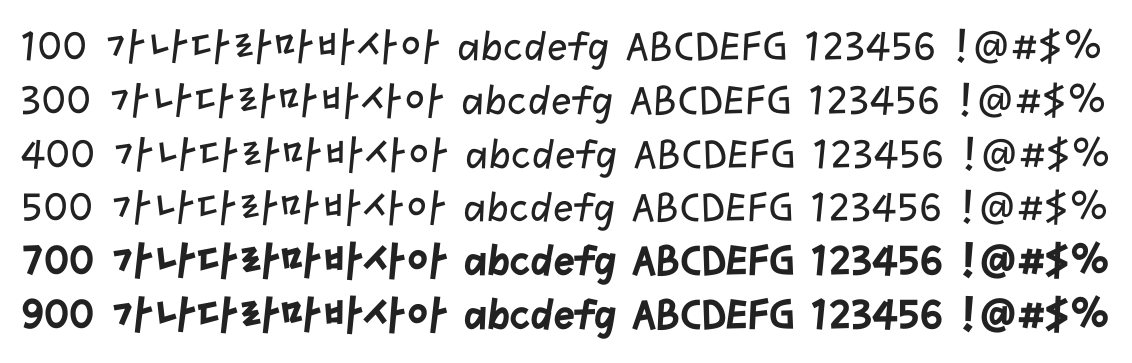 100 가나다라마바사아 abcdefg ABCDEFG 123456 !@#$%
300 가나다라마바사아 abcdefg ABCDEFG 123456 !@#$%
400 가나다라마바사아 abcdefg ABCDEFG 123456 !@#$%
500 가나다라마바사아 abcdefg ABCDEFG 123456 !@#$%
700 가나다라마바사아 abcdefg ABCDEFG 123456 !@#$%
900 가나다라마바사아 abcdefg ABCDEFG 123456 !@#$%